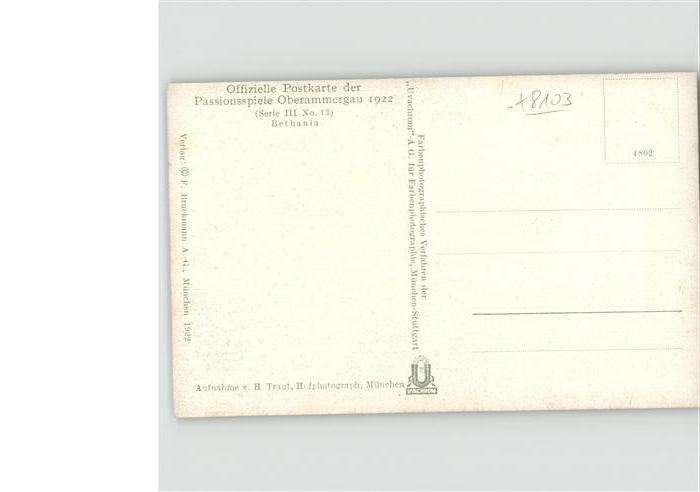 Offizielle Postkarte der
Passionsspiele Oberammergau 1922
(Serie III No. 13)
Bethania
Verlag: © F. Bruckmann A.-G., München 1922
Aufnahme v. H. Traut, Hofphotograph, München
Farbenphotographisches Verfahren der
„Uvachrom“-A.G. für Farbenphotographie, München-Stuttgart
U
UVACHROM
+8103
4802